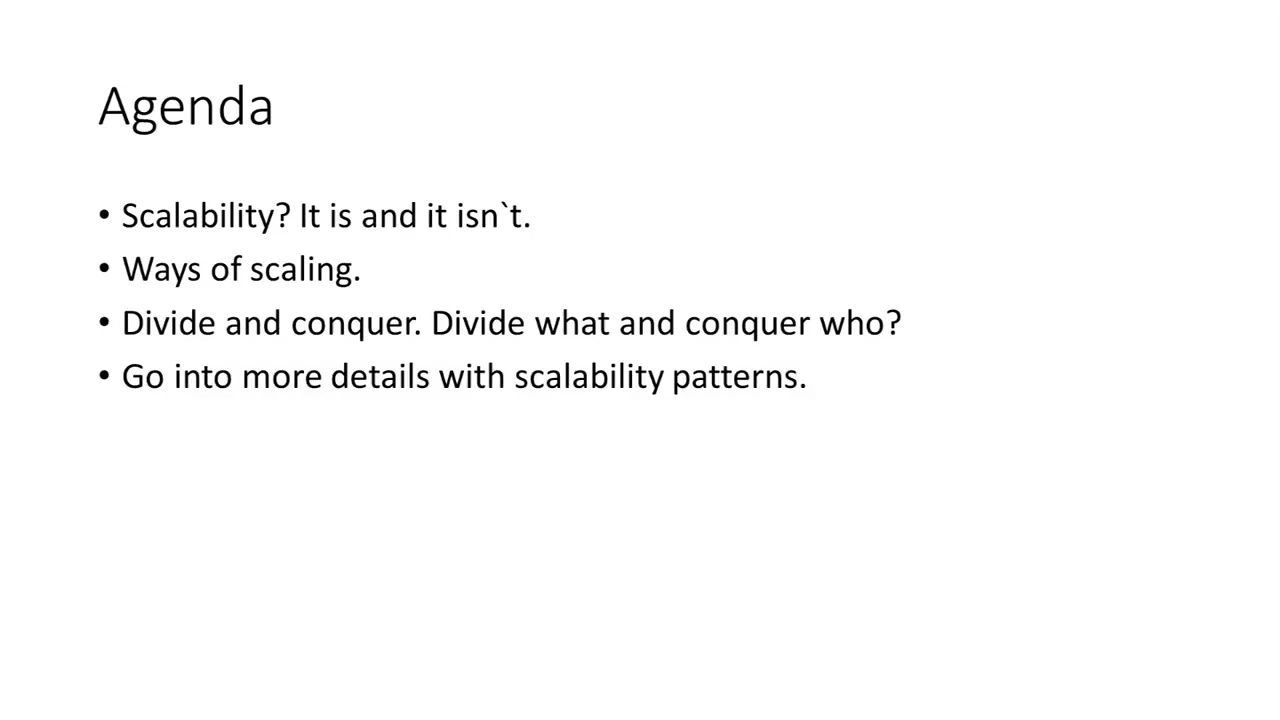 Agenda
• Scalability? It is and it isn`t.
• Ways of scaling.
• Divide and conquer. Divide what and conquer who?
• Go into more details with scalability patterns.